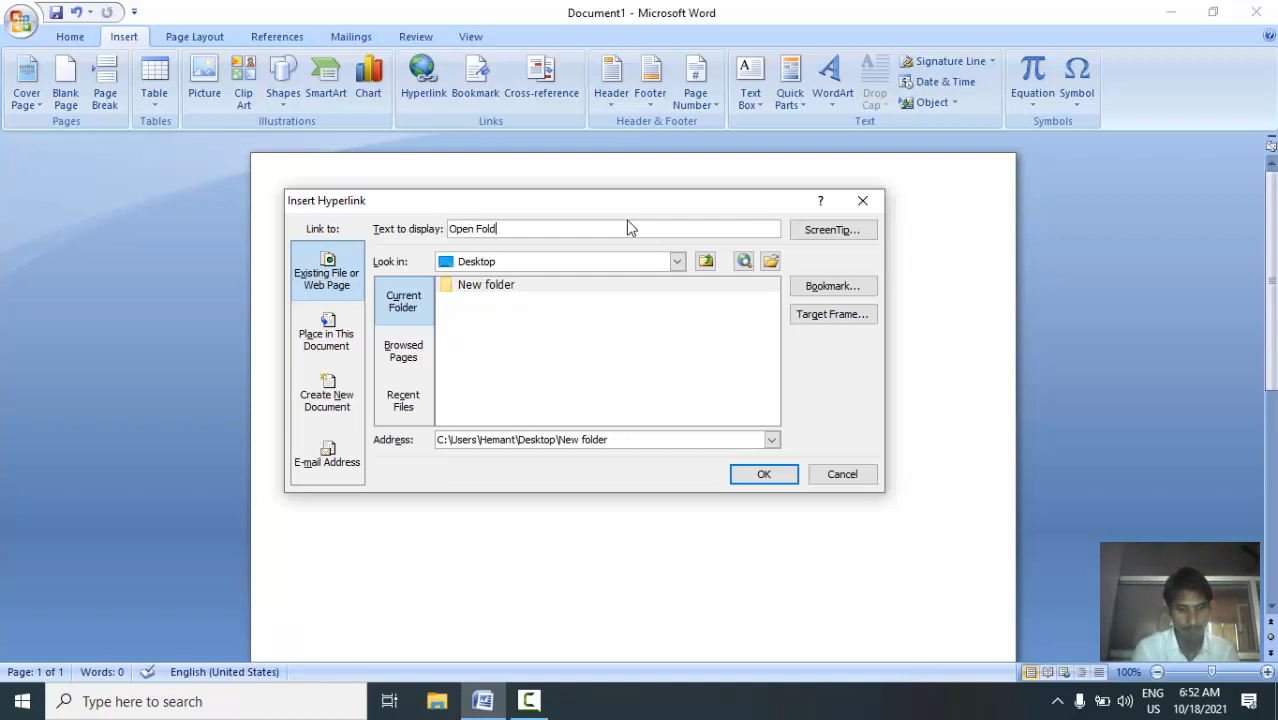 Document1 - Microsoft Word
Home Insert Page Layout References Mailings Review View
Cover Page Blank Page Page Break Table Picture Clip Art Shapes SmartArt Chart Hyperlink Bookmark Cross-reference Header Footer Page Number Text Box Quick Parts WordArt Drop Cap Signature Line Date & Time Object Equation Symbol
Pages Tables Illustrations Links Header & Footer Text Symbols
Insert Hyperlink ?
Link to: Text to display: Open Fold ScreenTip...
Existing File or Web Page
Look in: Desktop
Current Folder New folder Bookmark...
Target Frame...
Place in This Document
Browsed Pages
Create New Document
Recent Files
E-mail Address
Address: C:\Users\Hemant\Desktop\New folder
OK Cancel
Page: 1 of 1 Words: 0 English (United States) 100%
Type here to search
ENG US 6:52 AM 10/18/2021